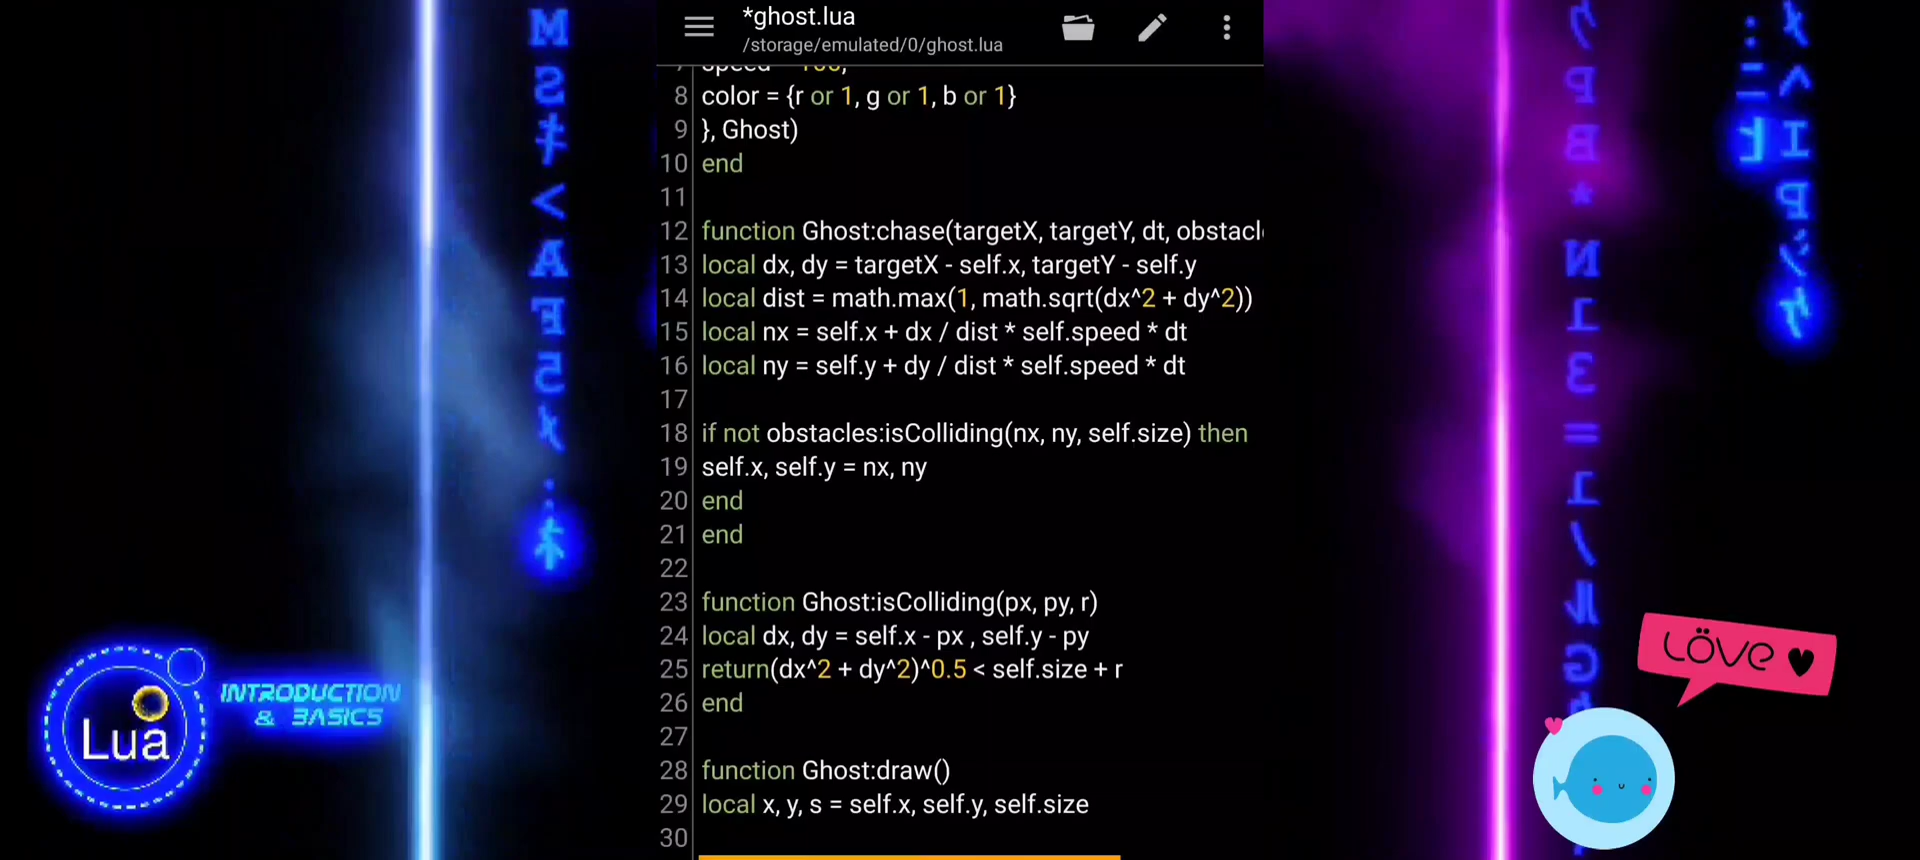 *ghost.lua
/storage/emulated/0/ghost.lua
8 color = {r or 1, g or 1, b or 1}
9 }, Ghost)
10 end
11
12 function Ghost:chase(targetX, targetY, dt, obstacl
13 local dx, dy = targetX - self.x, targetY - self.y
14 local dist = math.max(1, math.sqrt(dx^2 + dy^2))
15 local nx = self.x + dx / dist * self.speed * dt
16 local ny = self.y + dy / dist * self.speed * dt
17
18 if not obstacles:isColliding(nx, ny, self.size) then
19 self.x, self.y = nx, ny
20 end
21 end
22
23 function Ghost:isColliding(px, py, r)
24 local dx, dy = self.x - px , self.y - py
25 return(dx^2 + dy^2)^0.5 < self.size + r
26 end
27
28 function Ghost:draw()
29 local x, y, s = self.x, self.y, self.size
30
Lua
INTRODUCTION
& BASICS
LÖVE